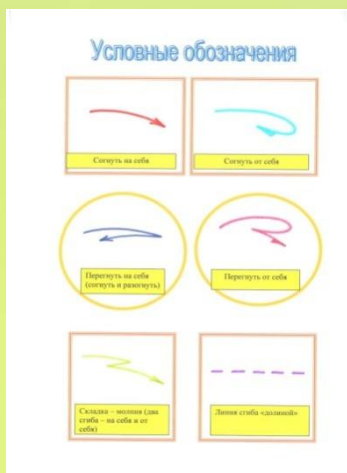 Условные обозначения
Согнуть на себя
Согнуть от себя
Перегнуть на себя
(согнуть и разогнуть)
Перегнуть от себя
Складка – молния (два
сгиба – на себя и от
себя)
Линия сгиба «долиной»